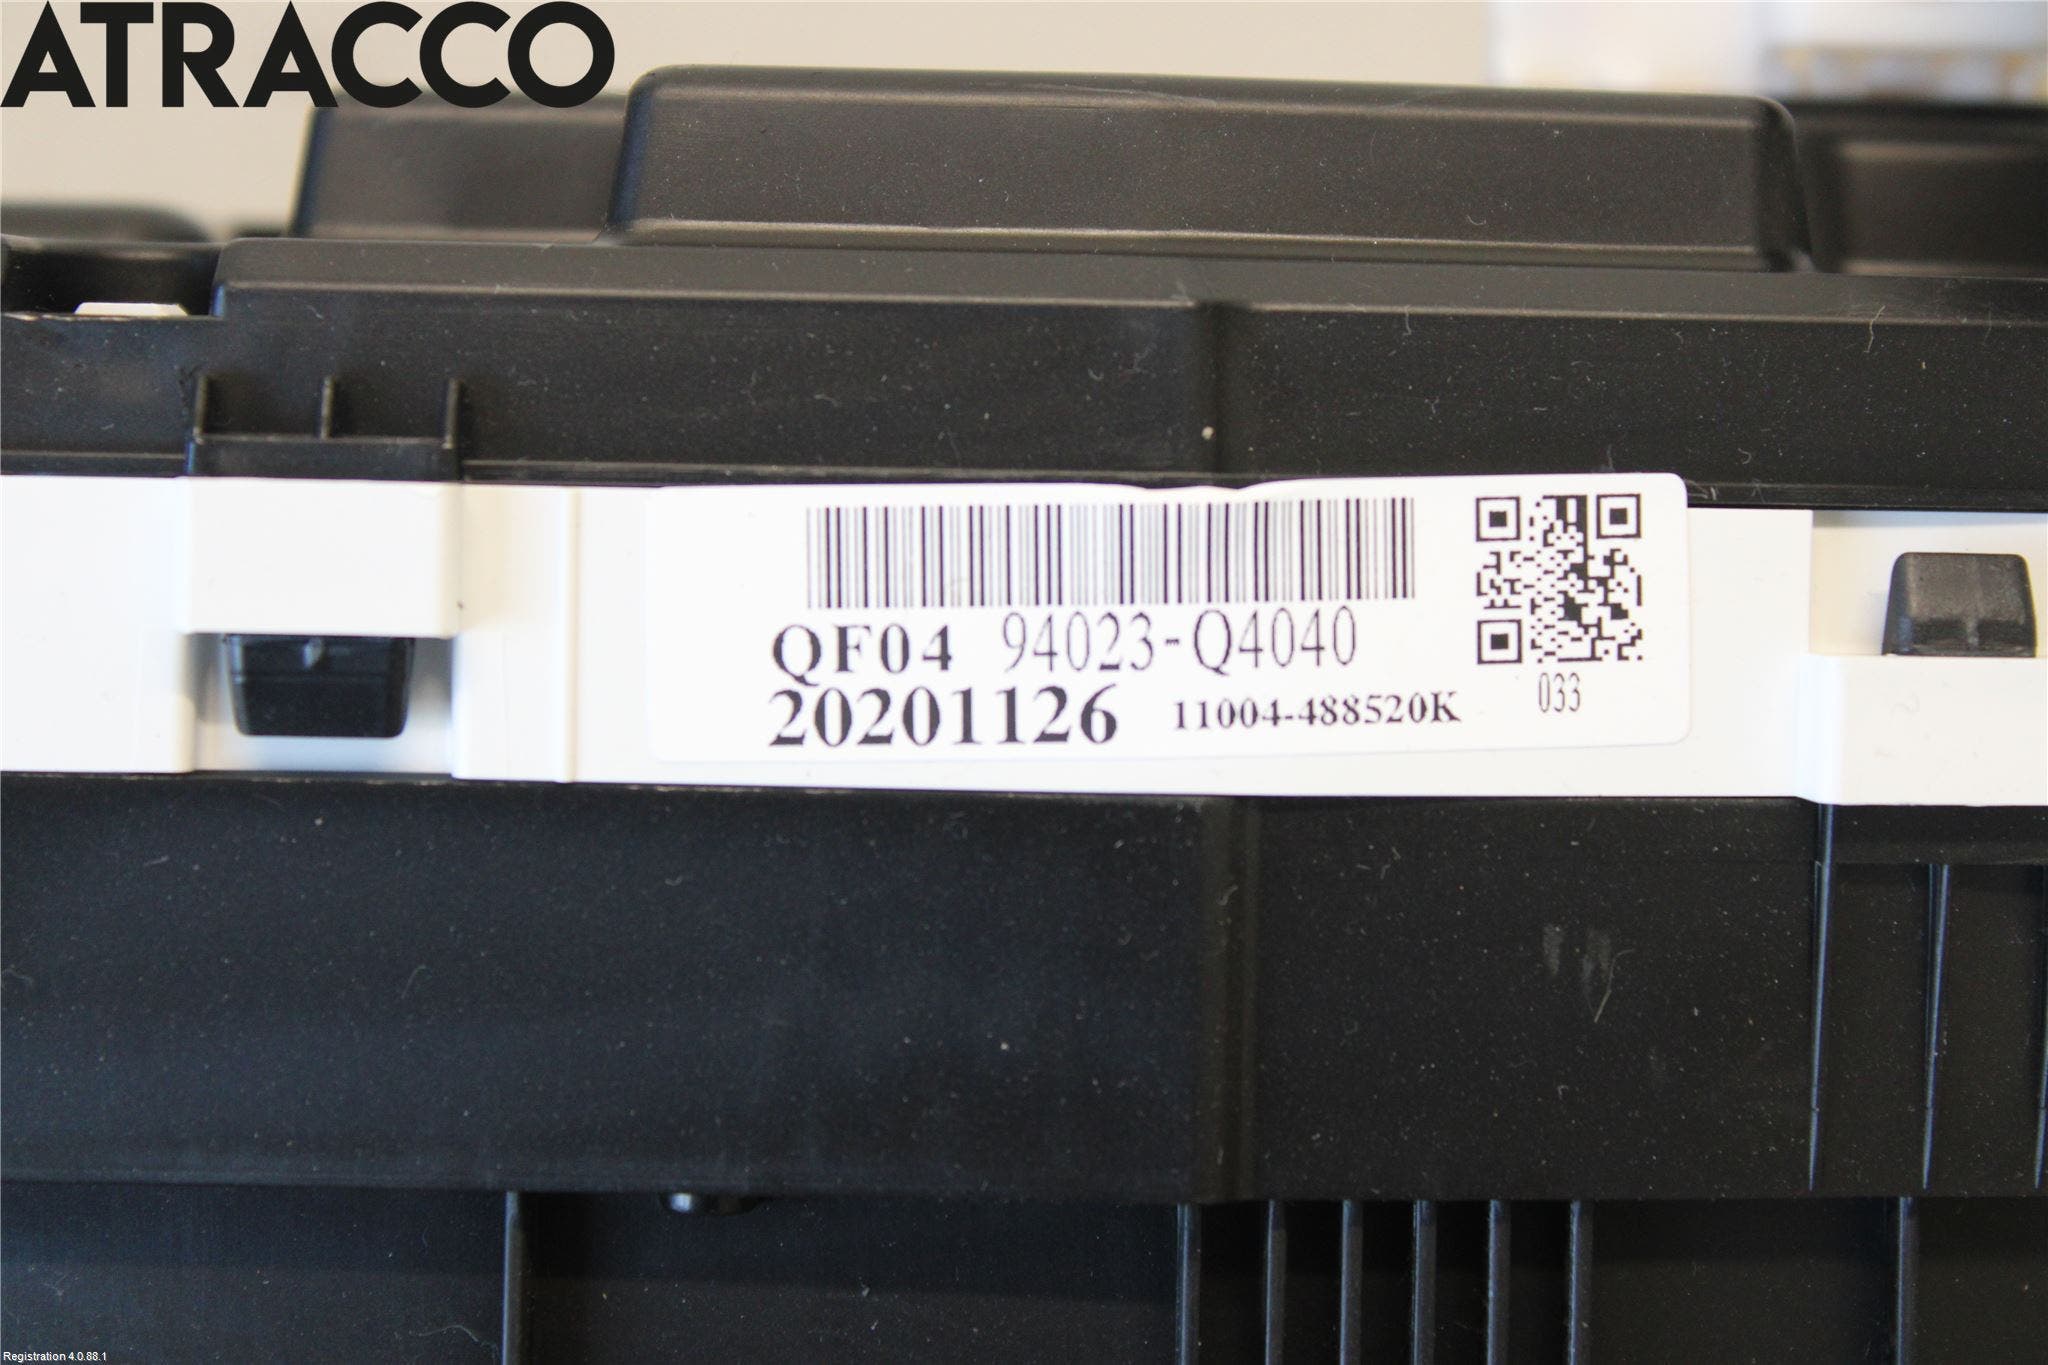 ATRACCO
QF04 94023-Q4040
20201126 11004-488520K
033
Registration 4.0.88.1